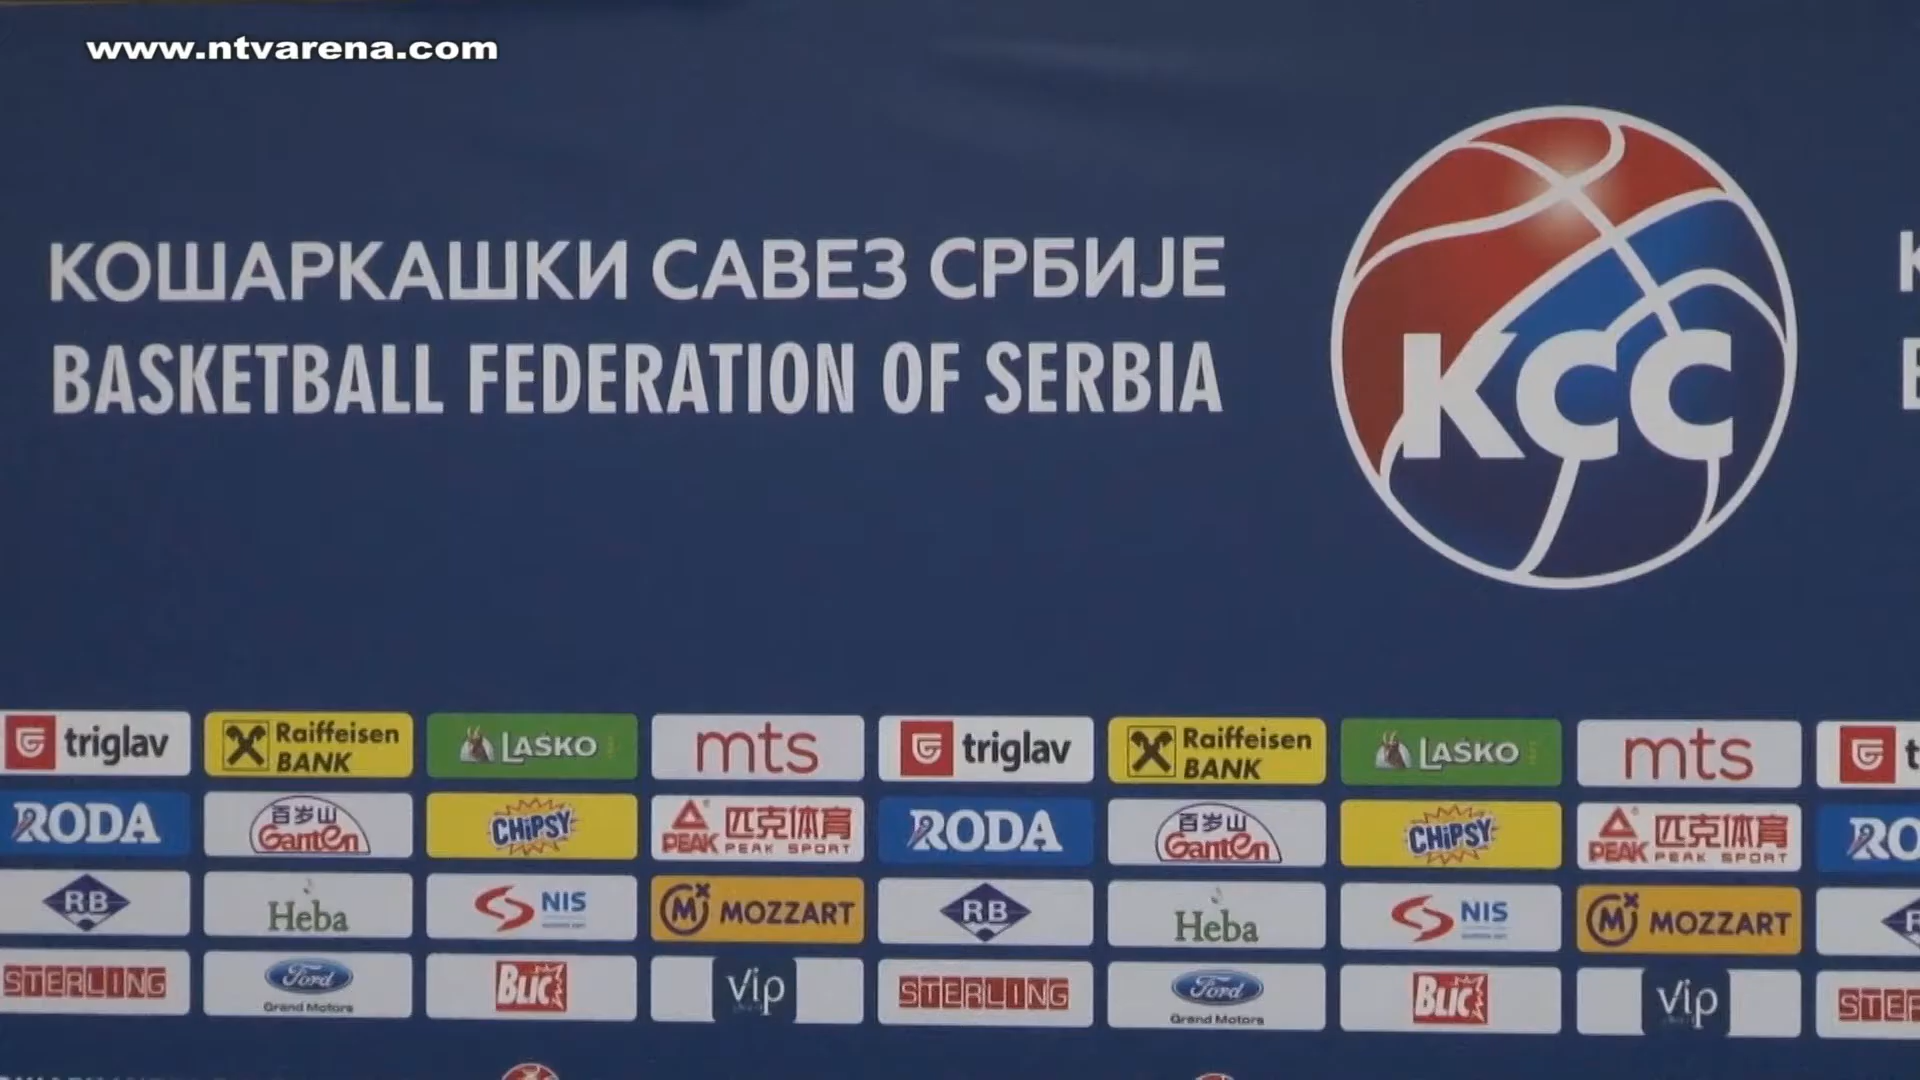 www.ntvarena.com
КОШАРКАШКИ САВЕЗ СРБИЈЕ
BASKETBALL FEDERATION OF SERBIA
КСС
triglav Raiffeisen BANK LAŠKO mts triglav Raiffeisen BANK LAŠKO mts
RODA 百岁山 Ganten CHiPSY PEAK 匹克体育 PEAK SPORT RODA 百岁山 Ganten CHiPSY PEAK 匹克体育 PEAK SPORT RO
RB Heba NIS MOZZART RB Heba NIS MOZZART
STERLING Ford Grand Motors BLIC vip STERLING Ford Grand Motors BLIC vip STE